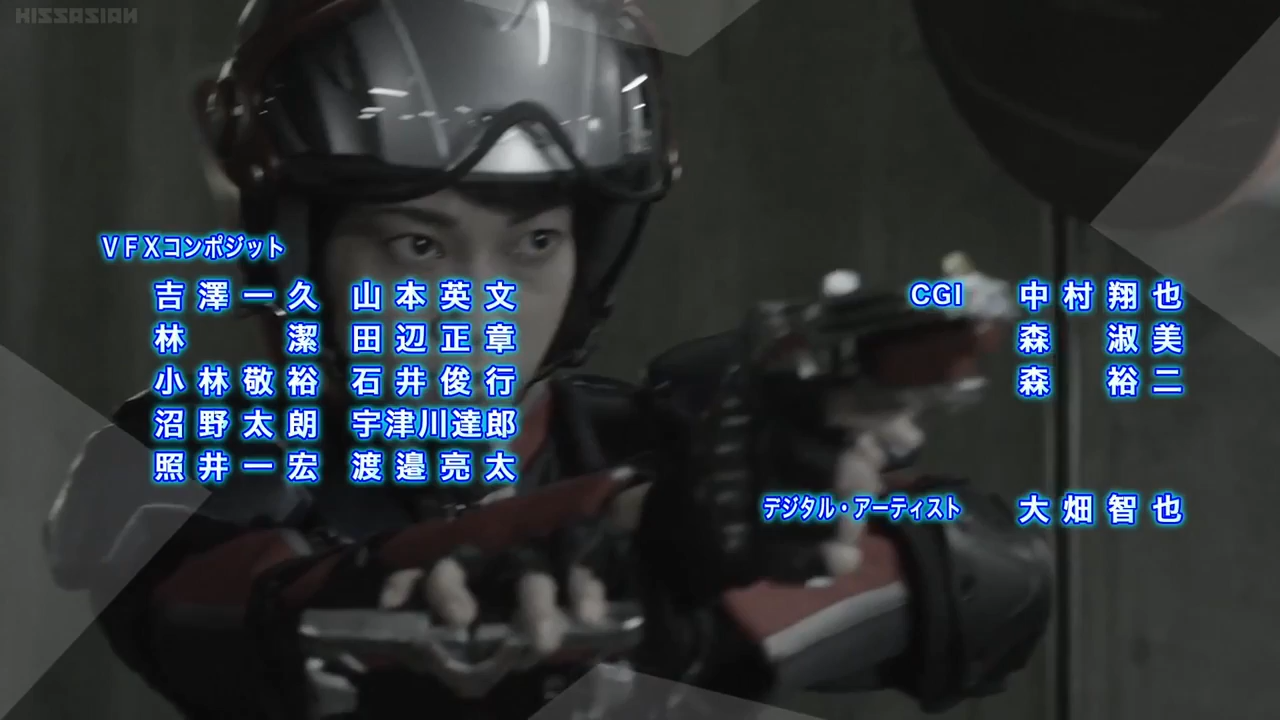 HISSASIAN
VFXコンポジット
吉澤一久 山本英文
林 潔 田辺正章
小林敬裕 石井俊行
沼野太朗 宇津川達郎
照井一宏 渡邉亮太
CGI 中村翔也
森 淑美
森 裕二
デジタル・アーティスト 大畑智也